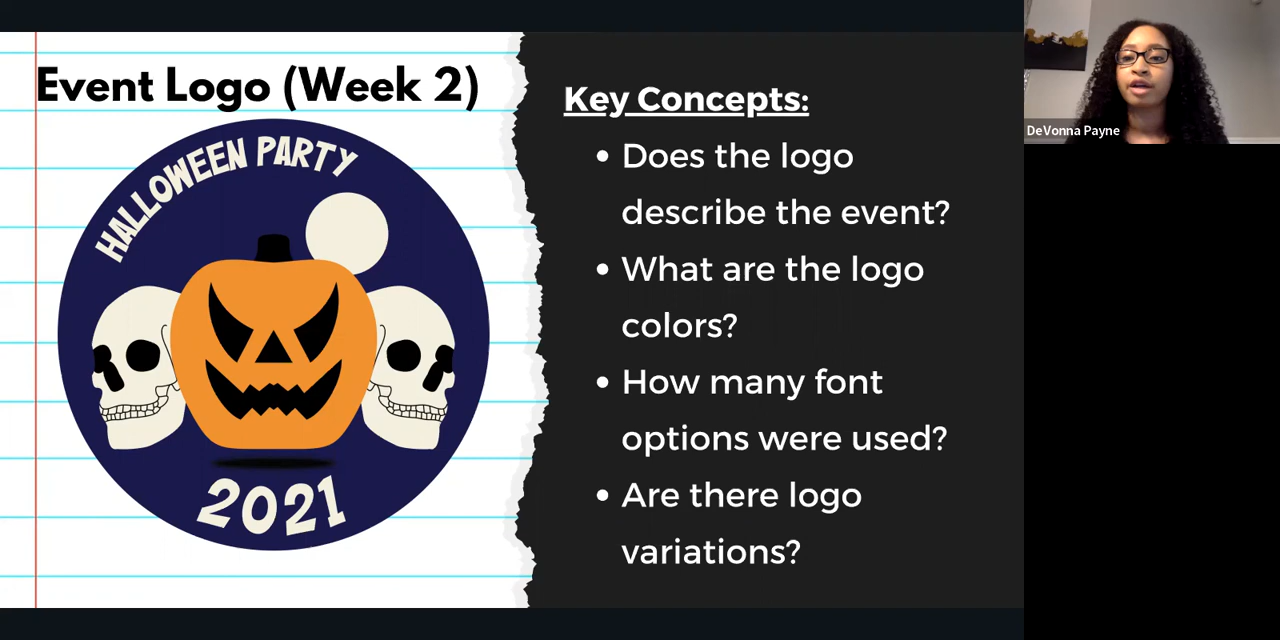 Event Logo (Week 2)
HALLOWEEN PARTY
2021
Key Concepts:
• Does the logo
describe the event?
• What are the logo
colors?
• How many font
options were used?
• Are there logo
variations?
DeVonna Payne